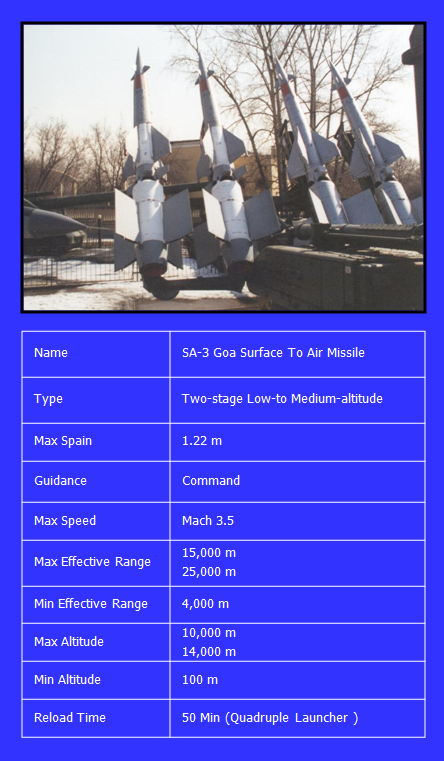 Name SA-3 Goa Surface To Air Missile
Type Two-stage Low-to Medium-altitude
Max Spain 1.22 m
Guidance Command
Max Speed Mach 3.5
Max Effective Range 15,000 m
25,000 m
Min Effective Range 4,000 m
Max Altitude 10,000 m
14,000 m
Min Altitude 100 m
Reload Time 50 Min (Quadruple Launcher )